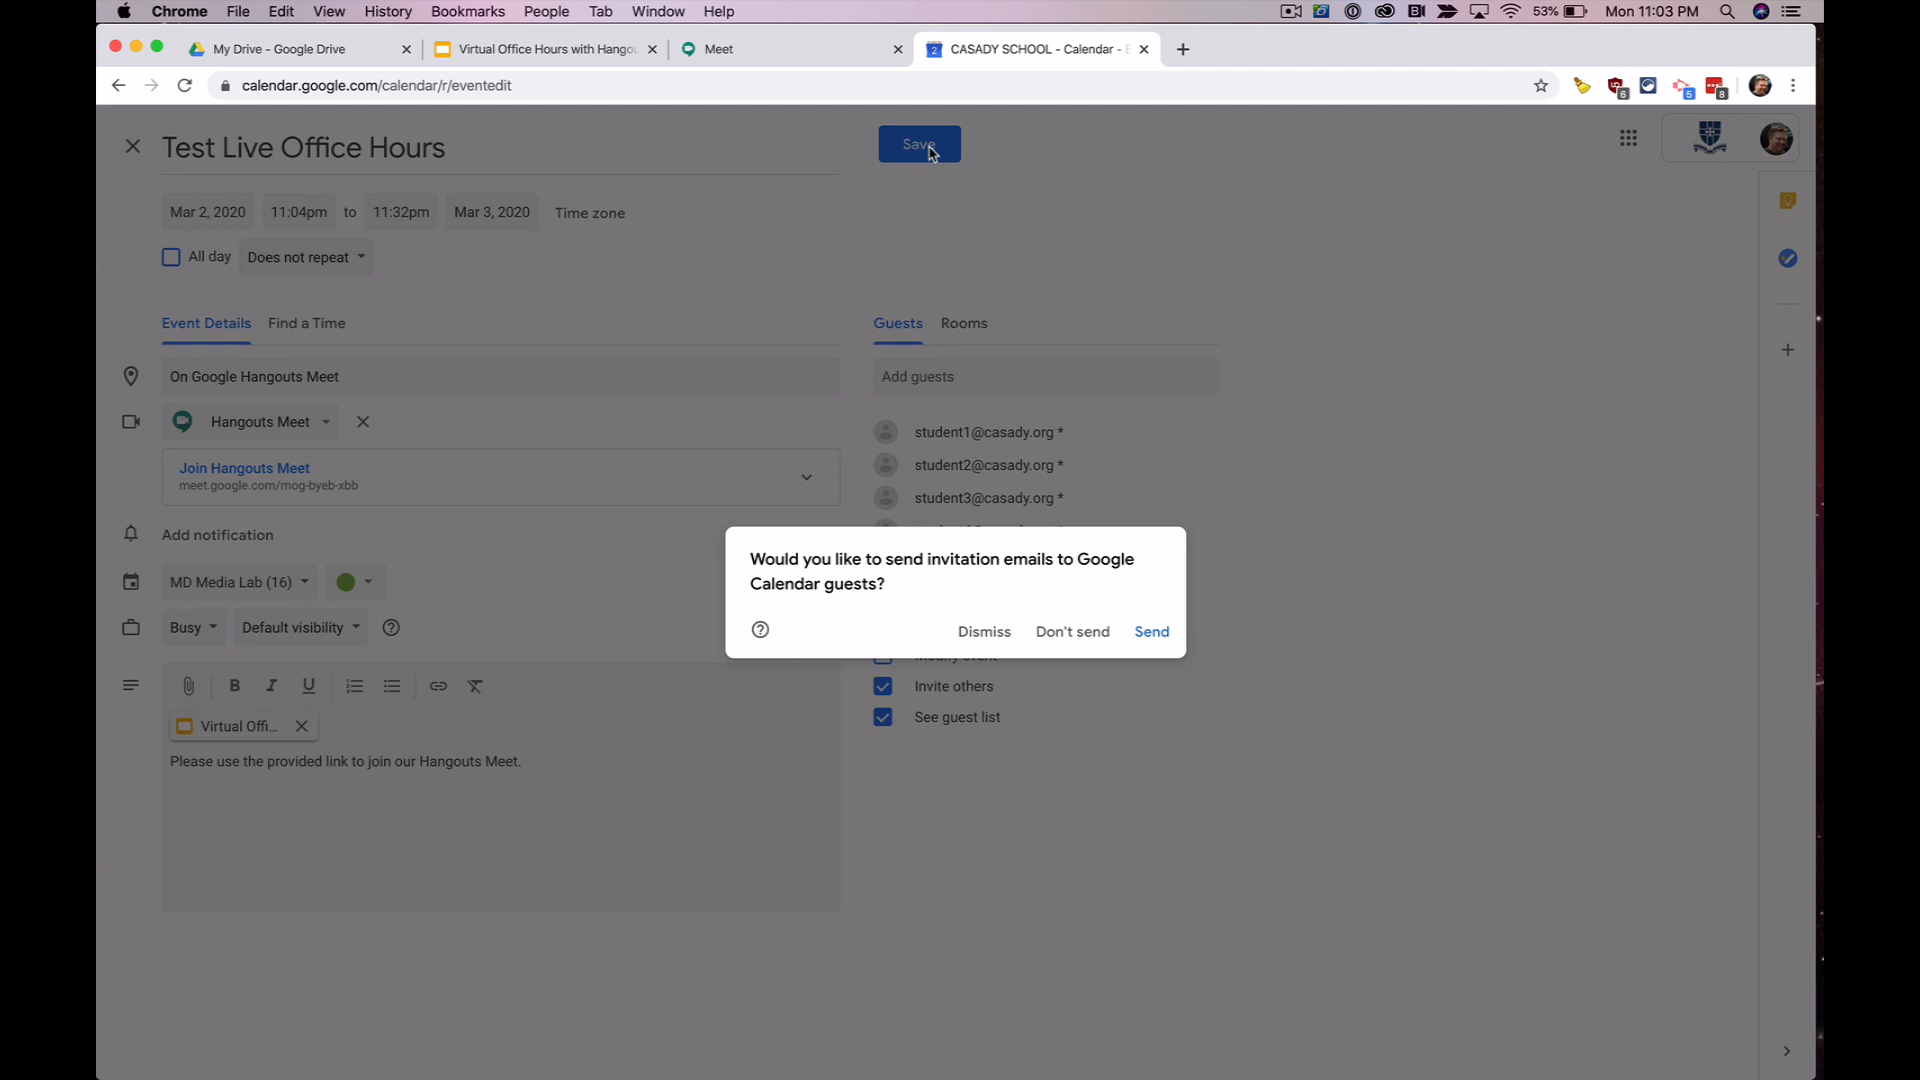 Chrome File Edit View History Bookmarks People Tab Window Help 53% Mon 11:03 PM
My Drive - Google Drive Virtual Office Hours with Hango Meet 2 CASADY SCHOOL - Calendar -
calendar.google.com/calendar/r/eventedit 6 5 8
Test Live Office Hours Save
Mar 2, 2020 11:04pm to 11:32pm Mar 3, 2020 Time zone
All day Does not repeat
Event Details Find a Time Guests Rooms
On Google Hangouts Meet Add guests
Hangouts Meet
student1@casady.org *
Join Hangouts Meet
meet.google.com/mog-byeb-xbb
student2@casady.org *
student3@casady.org *
Add notification
Would you like to send invitation emails to Google
Calendar guests?
MD Media Lab (16)
Busy Default visibility
Dismiss Don't send Send
Modify event
B I U
Invite others
See guest list
Virtual Offi...
Please use the provided link to join our Hangouts Meet.